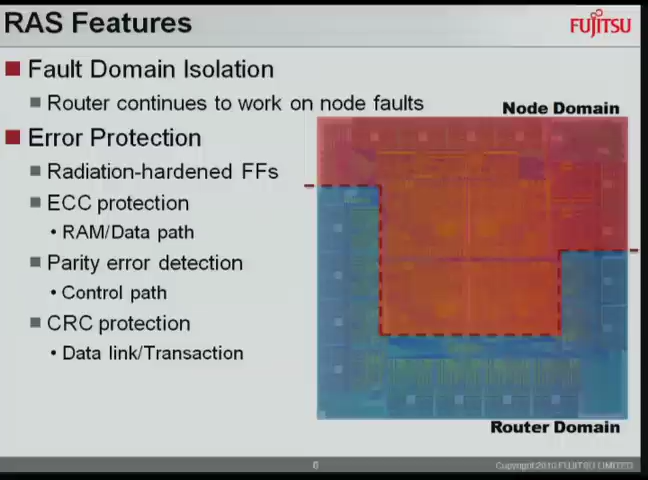 RAS Features
FUJITSU
Fault Domain Isolation
Router continues to work on node faults
Node Domain
Error Protection
Radiation-hardened FFs
ECC protection
• RAM/Data path
Parity error detection
• Control path
CRC protection
• Data link/Transaction
Router Domain
6
Copyright 2010 FUJITSU LIMITED